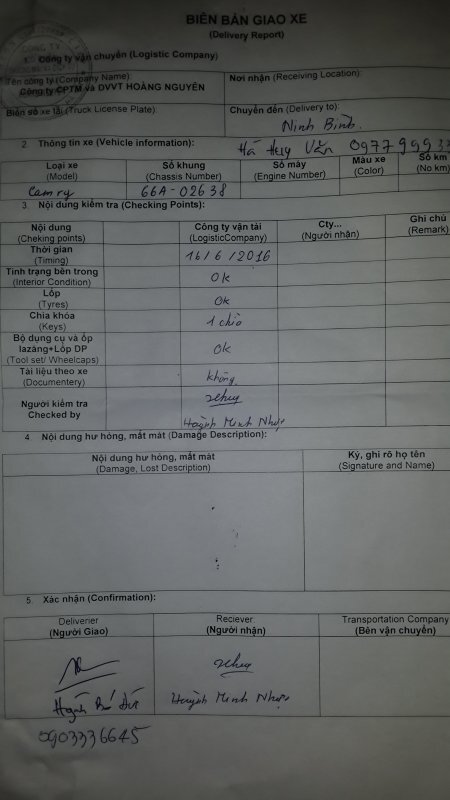 BIÊN BẢN GIAO XE
(Delivery Report)
1. Công ty vận chuyển (Logistic Company)
Tên công ty (Company Name):
Công ty CPTM và DVVT HOÀNG NGUYÊN
Nơi nhận (Receiving Location):
Biển số xe tải (Truck License Plate):
Chuyển đến (Delivery to):
Ninh Bình.
2. Thông tin xe (Vehicle information):
Hà Huy Văn 097799993
Loại xe
(Model)
Số khung
(Chassis Number)
Số máy
(Engine Number)
Màu xe
(Color)
Số km
(No km)
Camry
66A-02638
3. Nội dung kiểm tra (Checking Points):
Nội dung
(Cheking points)
Công ty vận tải
(LogisticCompany)
Cty...
(Người nhận)
Ghi chú
(Remark)
Thời gian
(Timing)
16/6/2016
Tình trạng bên trong
(Interior Condition)
Ok
Lốp
(Tyres)
Ok
Chìa khóa
(Keys)
1 chìa
Bộ dụng cụ và ốp
lazăng+Lốp DP
(Tool set/ Wheelcaps)
Ok
Tài liệu theo xe
(Documentery)
không
Người kiểm tra
Checked by
Huỳnh Minh Nhựt
4 Nội dung hư hỏng, mất mát (Damage Description):
Nội dung hư hỏng, mất mát
(Damage, Lost Description)
Ký, ghi rõ họ tên
(Signature and Name)
5. Xác nhận (Confirmation):
Deliverier
(Người Giao)
Reciever
(Người nhận)
Transportation Company
(Bên vận chuyển)
Huỳnh Minh Nhựt
0903336645